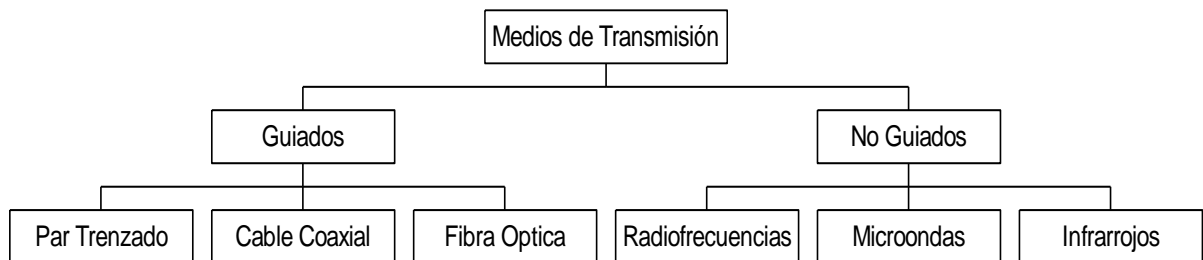 Medios de Transmisión
Guiados
No Guiados
Par Trenzado
Cable Coaxial
Fibra Optica
Radiofrecuencias
Microondas
Infrarrojos